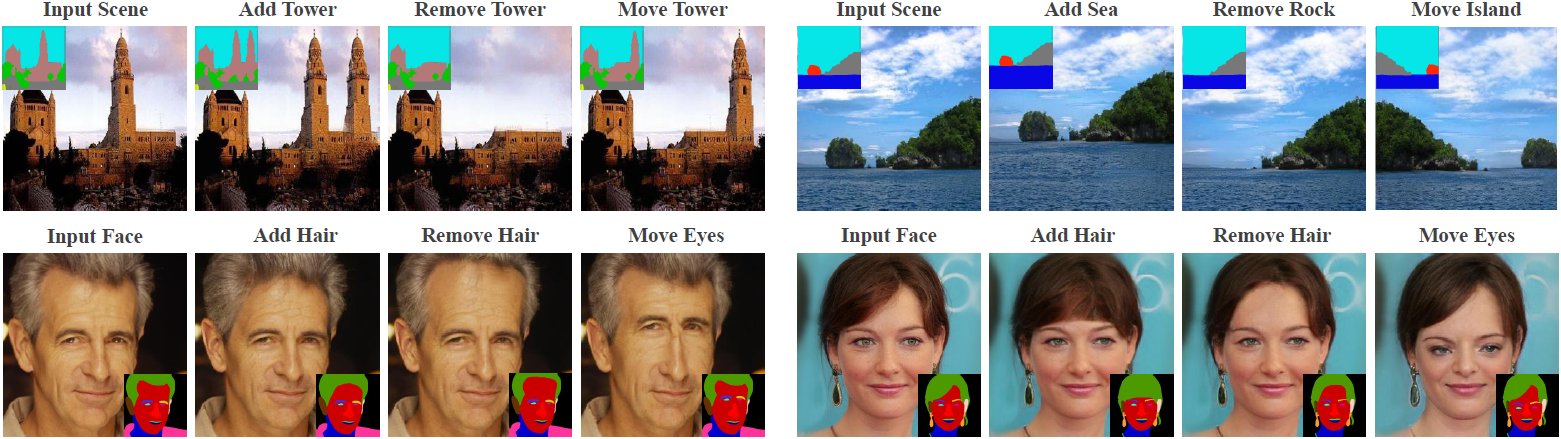 Input Scene Add Tower Remove Tower Move Tower Input Scene Add Sea Remove Rock Move Island
Input Face Add Hair Remove Hair Move Eyes Input Face Add Hair Remove Hair Move Eyes